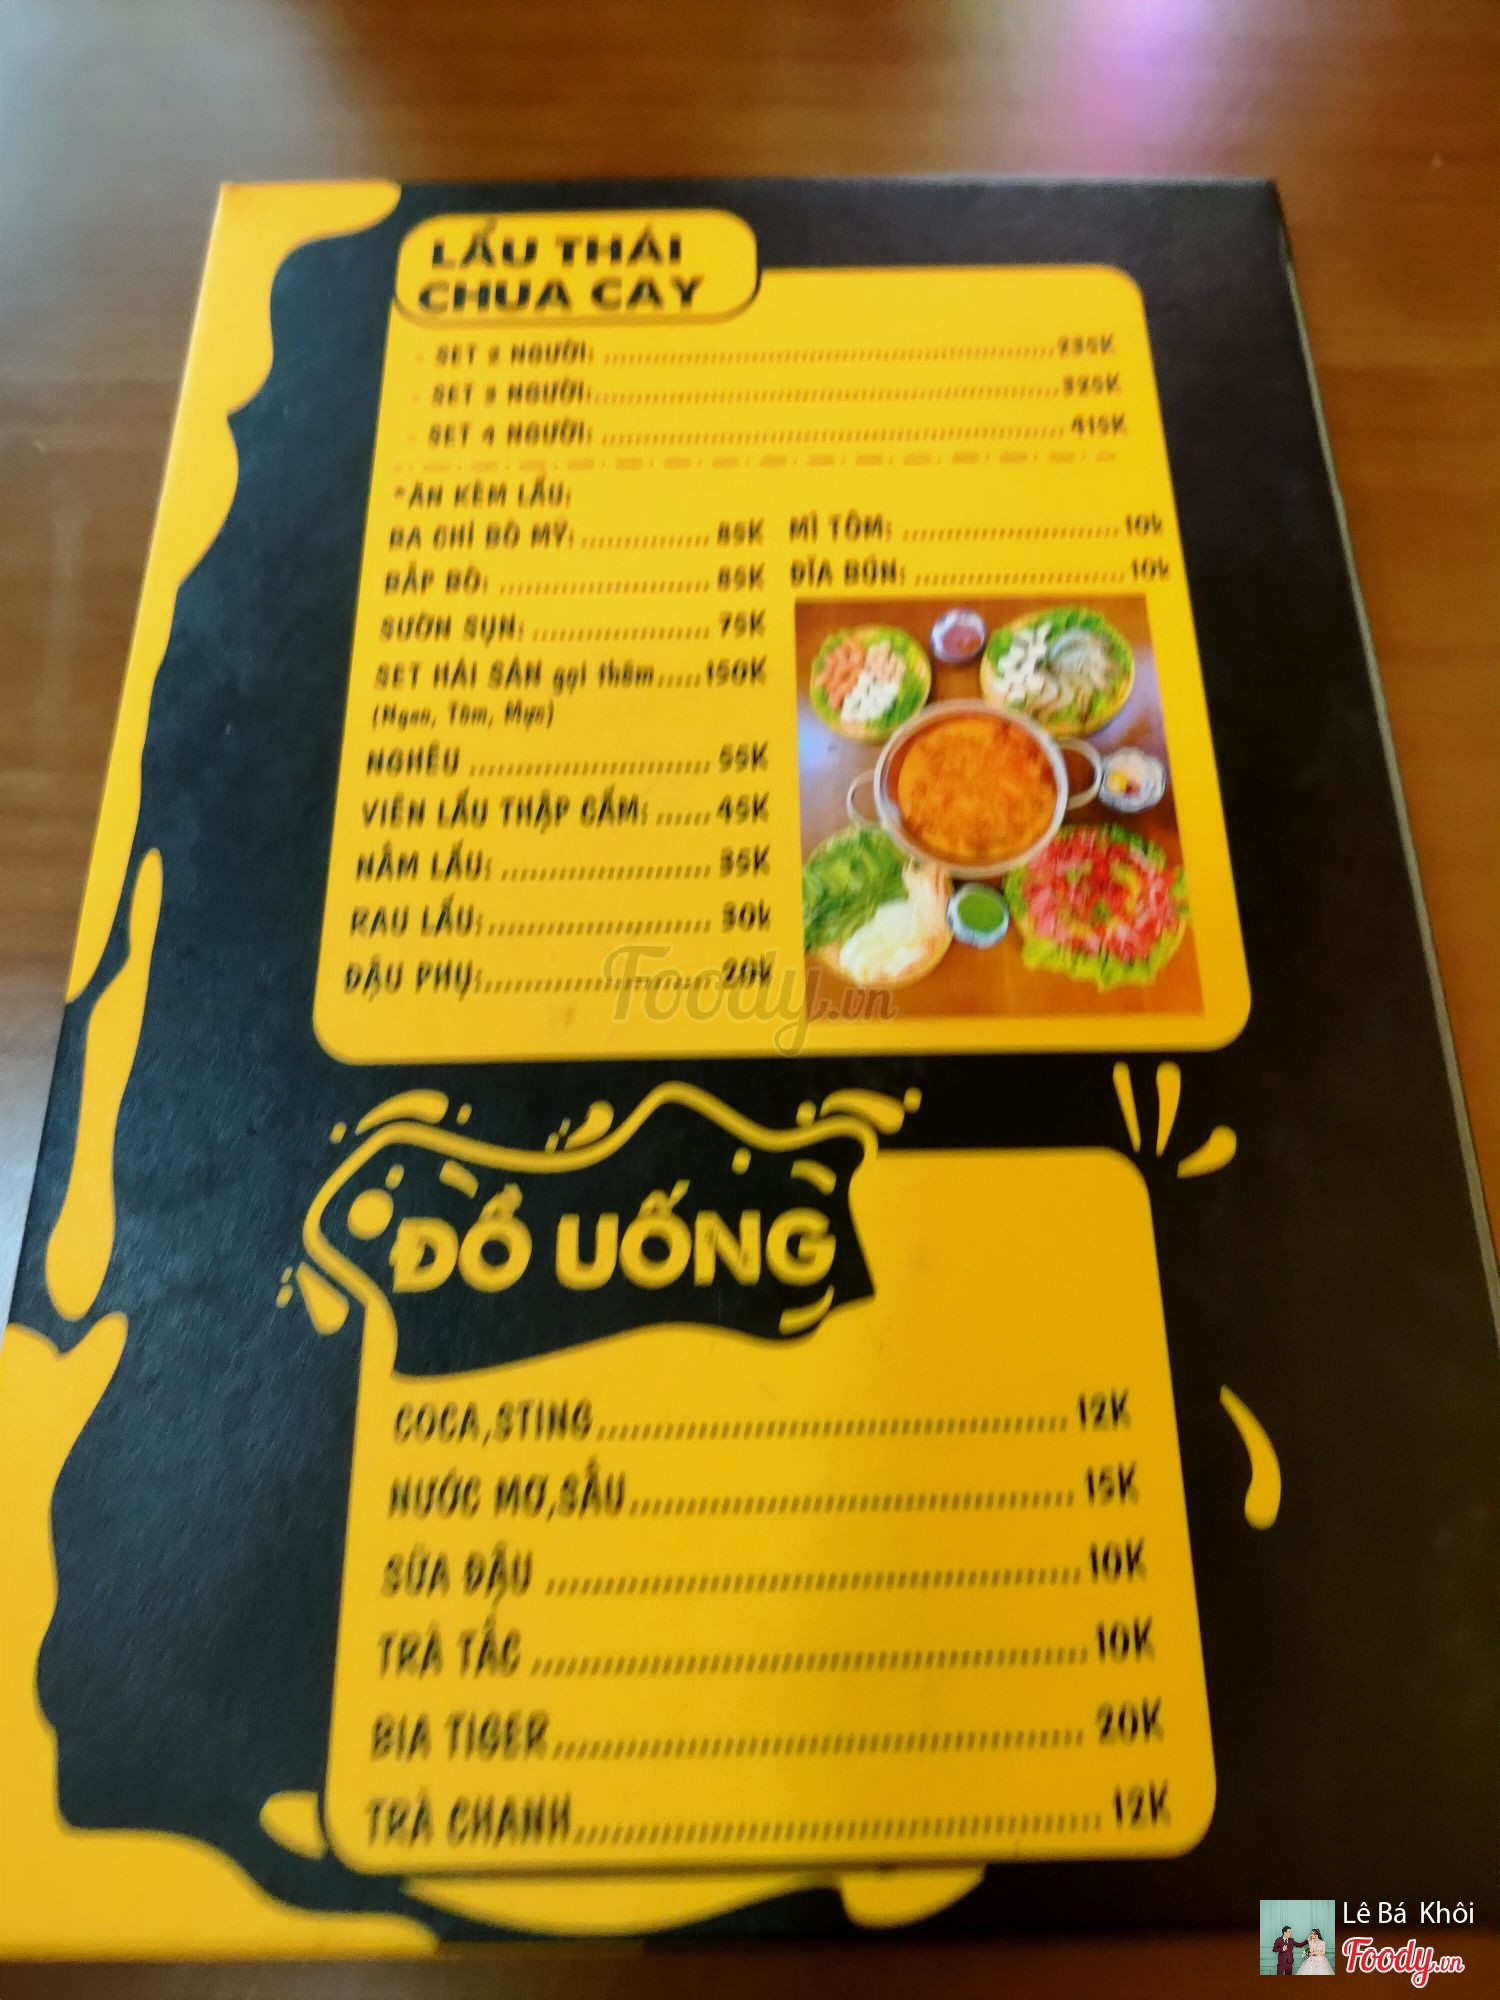 LẨU THÁI
CHUA CAY
- SET 2 NGƯỜI: 235K
- SET 3 NGƯỜI: 325K
- SET 4 NGƯỜI: 415K
*ĂN KÈM LẨU:
BA CHỈ BÒ MỸ: 85K
BẮP BÒ: 85K
SƯỜN SỤN: 75K
SET HẢI SẢN gọi thêm 150K
(Ngao, Tôm, Mực)
NGHÊU 55K
VIÊN LẨU THẬP CẨM: 45K
NẤM LẨU: 35K
RAU LẨU: 30k
ĐẬU PHỤ: 20k
MÌ TÔM: 10k
ĐĨA BÚN: 10k
Foody.vn
ĐỒ UỐNG
COCA,STING 12K
NƯỚC MƠ,SẤU 15K
SỮA ĐẬU 10K
TRÀ TẮC 10K
BIA TIGER 20K
TRÀ CHANH 12K
Lê Bá Khôi
Foody.vn